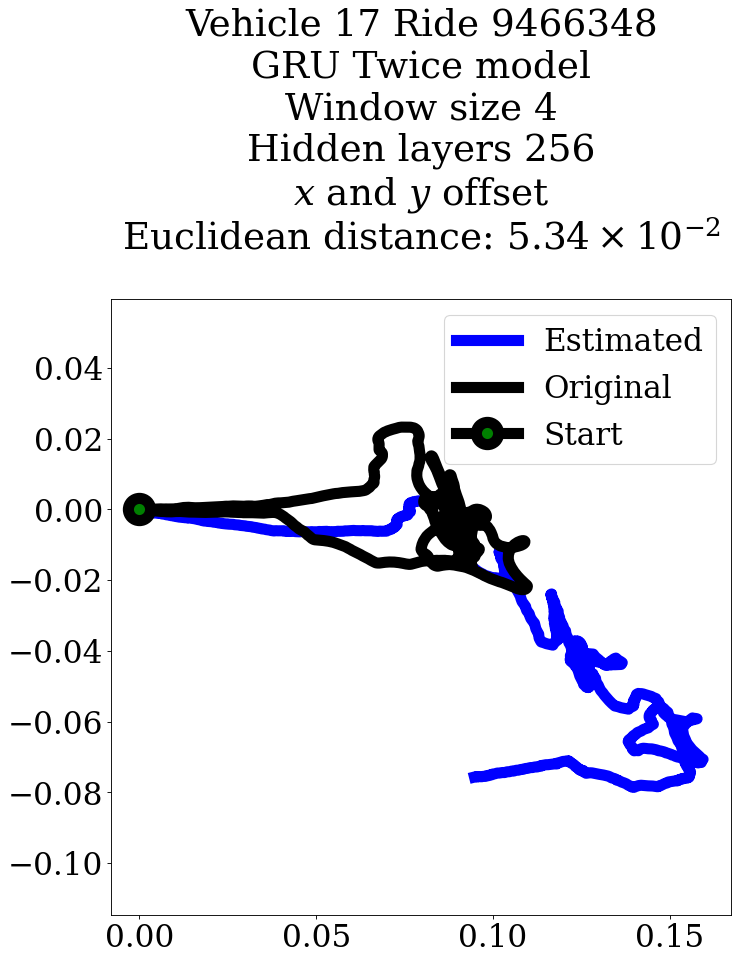 Vehicle 17 Ride 9466348
GRU Twice model
Window size 4
Hidden layers 256
x and y offset
Euclidean distance: 5.34 × 10⁻²
Estimated
Original
Start
0.04
0.02
0.00
−0.02
−0.04
−0.06
−0.08
−0.10
0.00 0.05 0.10 0.15